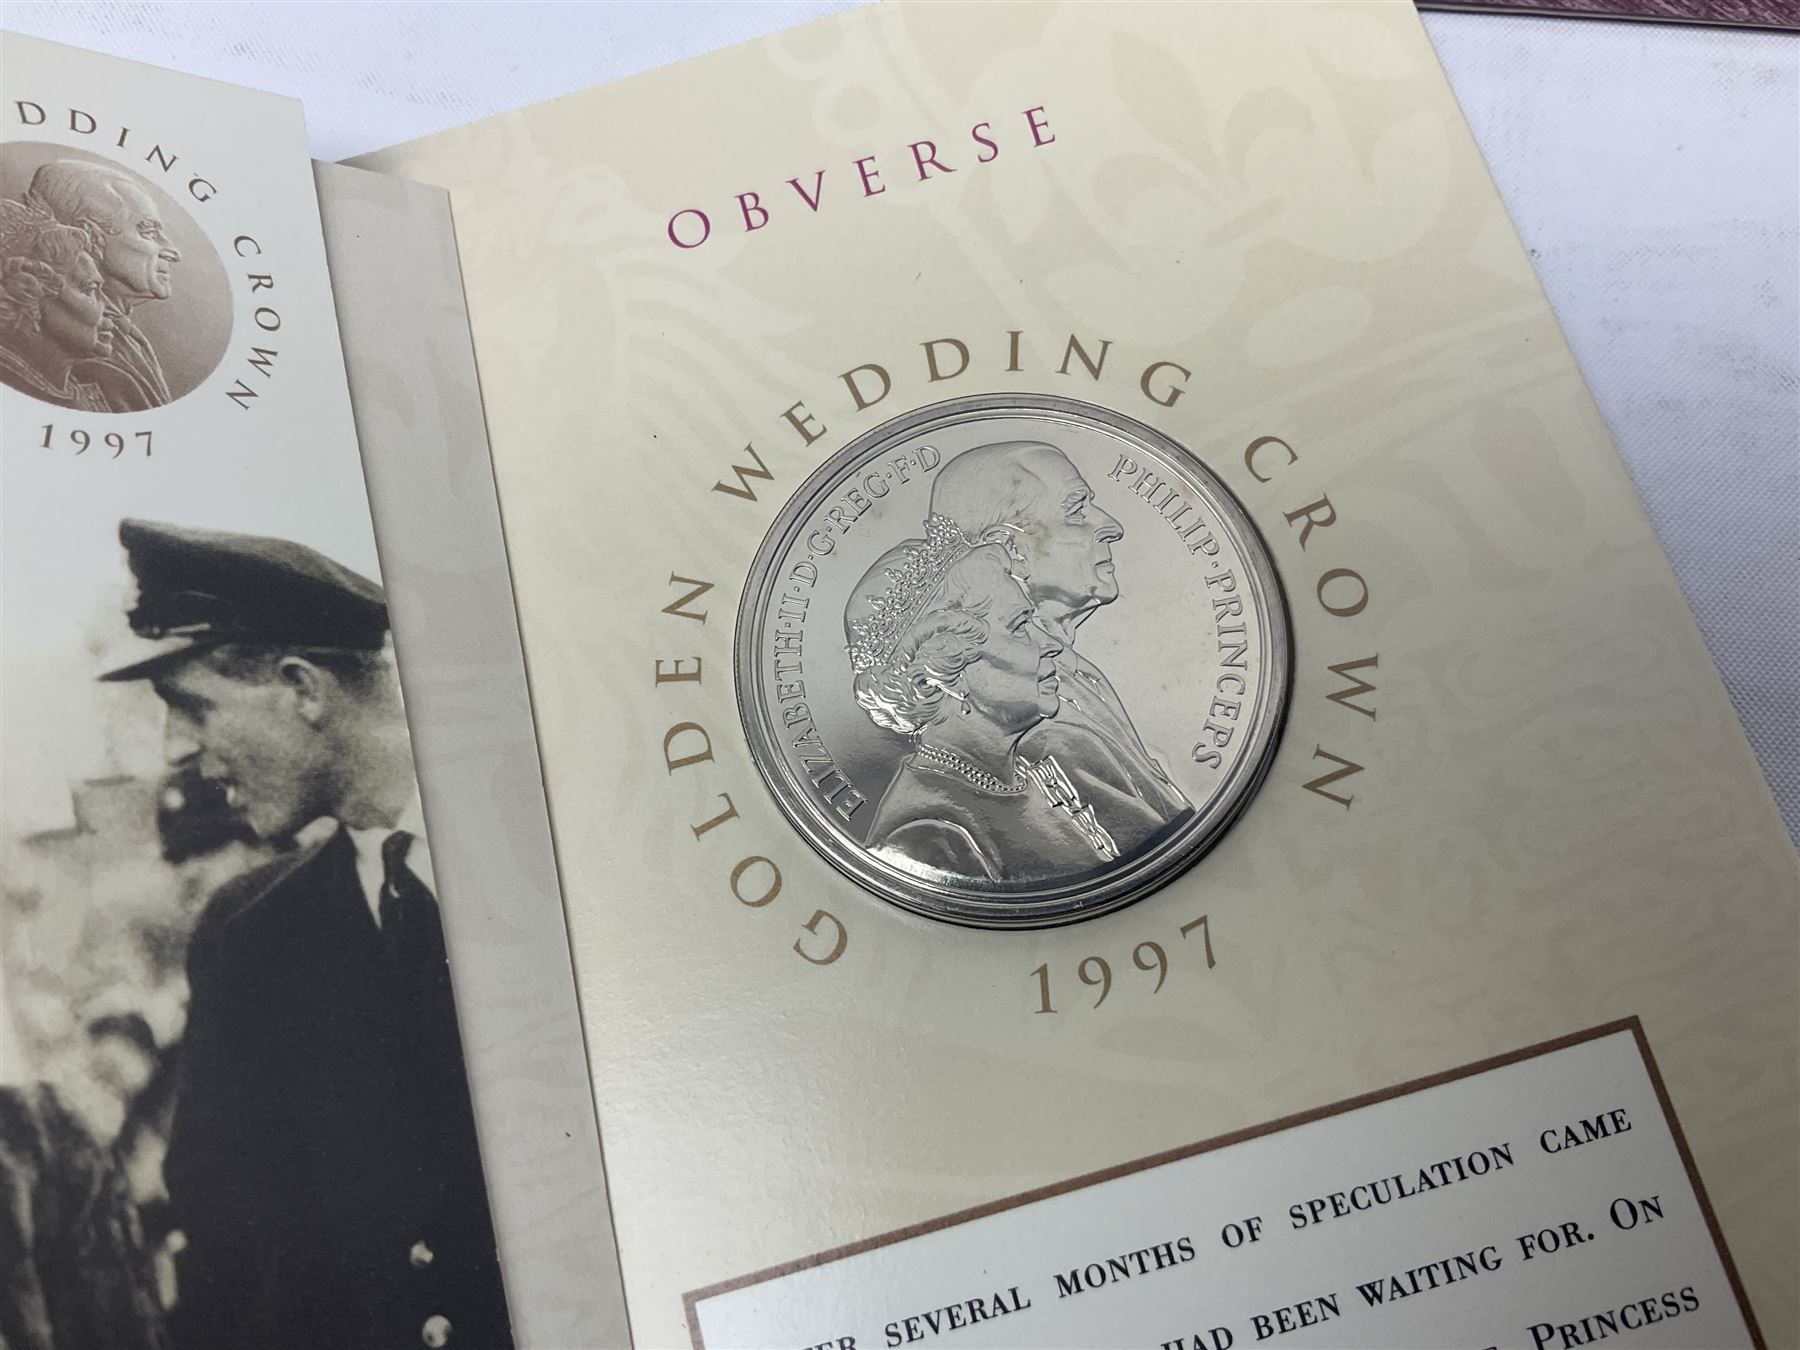 WEDDING CROWN
1997
OBVERSE
GOLDEN WEDDING CROWN
1997
ELIZABETH·II·D·G·REG·F·D
PHILIP·PRINCEPS
SEVERAL MONTHS OF SPECULATION CAME
HAD BEEN WAITING FOR. ON
PRINCESS